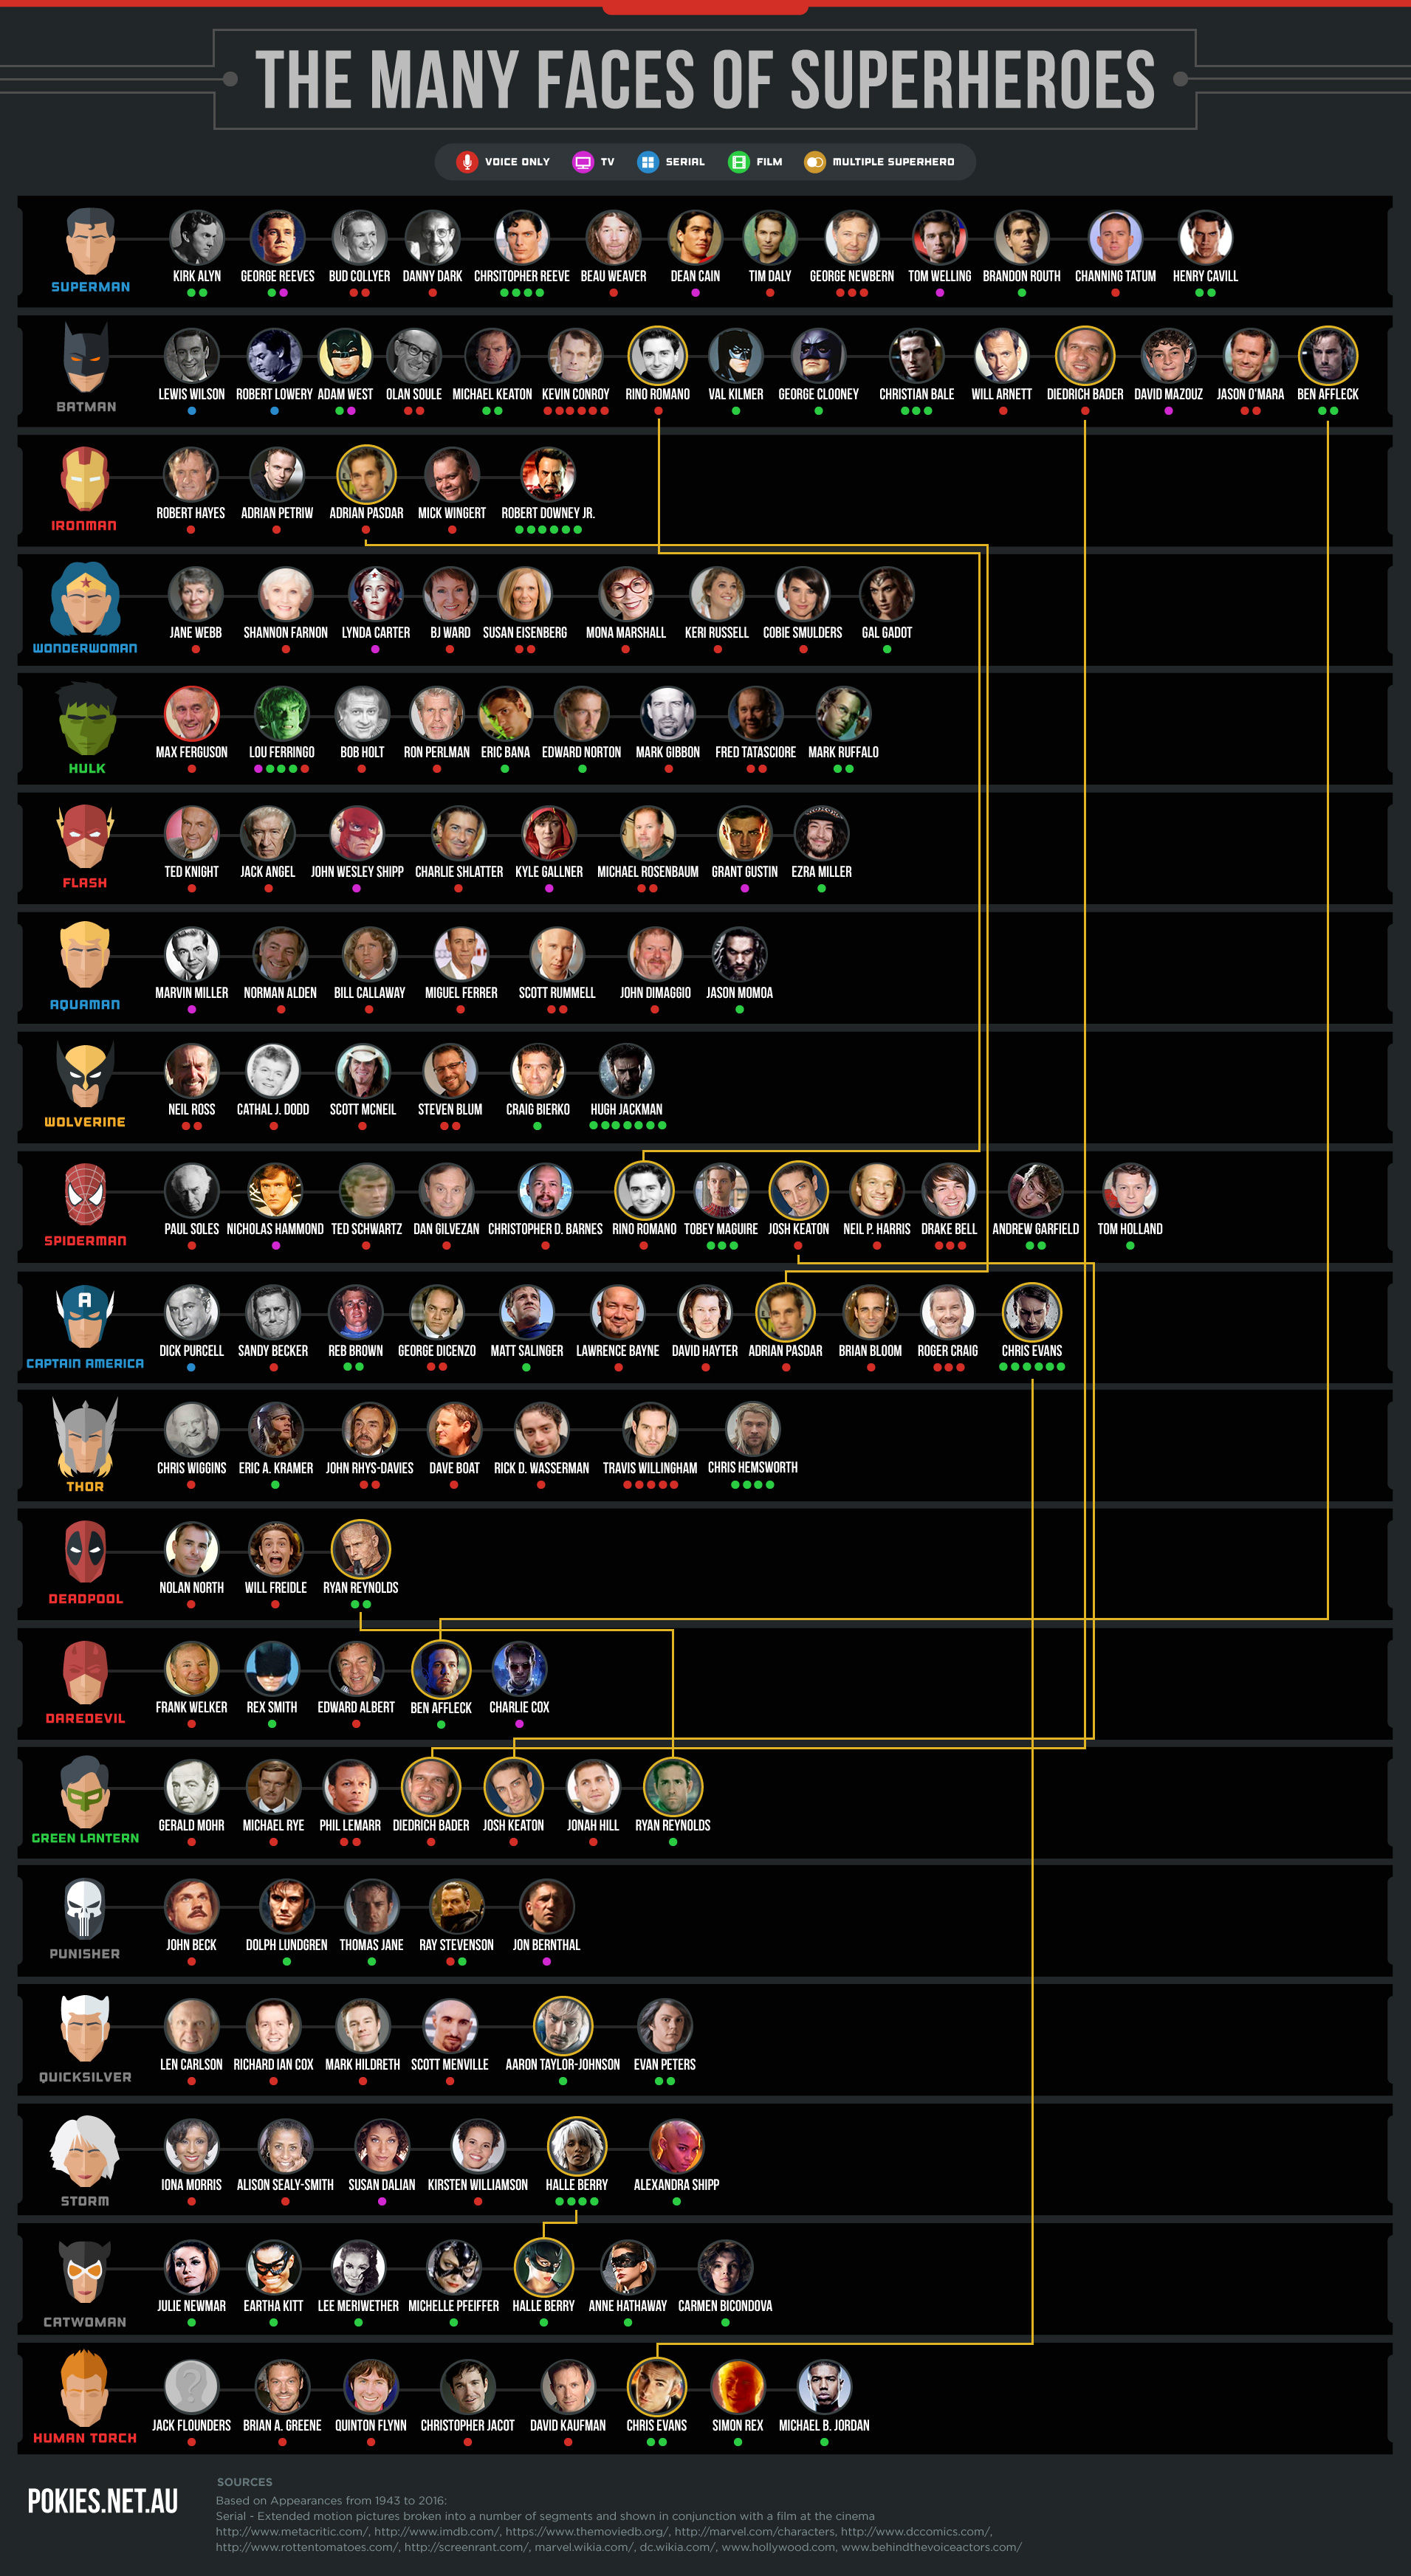 THE MANY FACES OF SUPERHEROES
VOICE ONLY TV SERIAL FILM MULTIPLE SUPERHERO
SUPERMAN
KIRK ALYN GEORGE REEVES BUD COLLYER DANNY DARK CHRSITOPHER REEVE BEAU WEAVER DEAN CAIN TIM DALY GEORGE NEWBERN TOM WELLING BRANDON ROUTH CHANNING TATUM HENRY CAVILL
BATMAN
LEWIS WILSON ROBERT LOWERY ADAM WEST OLAN SOULE MICHAEL KEATON KEVIN CONROY RINO ROMANO VAL KILMER GEORGE CLOONEY CHRISTIAN BALE WILL ARNETT DIEDRICH BADER DAVID MAZOUZ JASON O'MARA BEN AFFLECK
IRONMAN
ROBERT HAYES ADRIAN PETRIW ADRIAN PASDAR MICK WINGERT ROBERT DOWNEY JR.
WONDERWOMAN
JANE WEBB SHANNON FARNON LYNDA CARTER BJ WARD SUSAN EISENBERG MONA MARSHALL KERI RUSSELL COBIE SMULDERS GAL GADOT
HULK
MAX FERGUSON LOU FERRINGO BOB HOLT RON PERLMAN ERIC BANA EDWARD NORTON MARK GIBBON FRED TATASCIORE MARK RUFFALO
FLASH
TED KNIGHT JACK ANGEL JOHN WESLEY SHIPP CHARLIE SHLATTER KYLE GALLNER MICHAEL ROSENBAUM GRANT GUSTIN EZRA MILLER
AQUAMAN
MARVIN MILLER NORMAN ALDEN BILL CALLAWAY MIGUEL FERRER SCOTT RUMMELL JOHN DIMAGGIO JASON MOMOA
WOLVERINE
NEIL ROSS CATHAL J. DODD SCOTT MCNEIL STEVEN BLUM CRAIG BIERKO HUGH JACKMAN
SPIDERMAN
PAUL SOLES NICHOLAS HAMMOND TED SCHWARTZ DAN GILVEZAN CHRISTOPHER D. BARNES RINO ROMANO TOBEY MAGUIRE JOSH KEATON NEIL P. HARRIS DRAKE BELL ANDREW GARFIELD TOM HOLLAND
A
CAPTAIN AMERICA
DICK PURCELL SANDY BECKER REB BROWN GEORGE DICENZO MATT SALINGER LAWRENCE BAYNE DAVID HAYTER ADRIAN PASDAR BRIAN BLOOM ROGER CRAIG CHRIS EVANS
THOR
CHRIS WIGGINS ERIC A. KRAMER JOHN RHYS-DAVIES DAVE BOAT RICK D. WASSERMAN TRAVIS WILLINGHAM CHRIS HEMSWORTH
DEADPOOL
NOLAN NORTH WILL FREIDLE RYAN REYNOLDS
DAREDEVIL
FRANK WELKER REX SMITH EDWARD ALBERT BEN AFFLECK CHARLIE COX
GREEN LANTERN
GERALD MOHR MICHAEL RYE PHIL LEMARR DIEDRICH BADER JOSH KEATON JONAH HILL RYAN REYNOLDS
PUNISHER
JOHN BECK DOLPH LUNDGREN THOMAS JANE RAY STEVENSON JON BERNTHAL
QUICKSILVER
LEN CARLSON RICHARD IAN COX MARK HILDRETH SCOTT MENVILLE AARON TAYLOR-JOHNSON EVAN PETERS
STORM
IONA MORRIS ALISON SEALY-SMITH SUSAN DALIAN KIRSTEN WILLIAMSON HALLE BERRY ALEXANDRA SHIPP
CATWOMAN
JULIE NEWMAR EARTHA KITT LEE MERIWETHER MICHELLE PFEIFFER HALLE BERRY ANNE HATHAWAY CARMEN BICONDOVA
HUMAN TORCH
?
JACK FLOUNDERS BRIAN A. GREENE QUINTON FLYNN CHRISTOPHER JACOT DAVID KAUFMAN CHRIS EVANS SIMON REX MICHAEL B. JORDAN
POKIES.NET.AU
SOURCES
Based on Appearances from 1943 to 2016:
Serial - Extended motion pictures broken into a number of segments and shown in conjunction with a film at the cinema
http://www.metacritic.com/, http://www.imdb.com/, https://www.themoviedb.org/, http://marvel.com/characters, http://www.dccomics.com/,
http://www.rottentomatoes.com/, http://screenrant.com/, marvel.wikia.com/, dc.wikia.com/, www.hollywood.com, www.behindthevoiceactors.com/